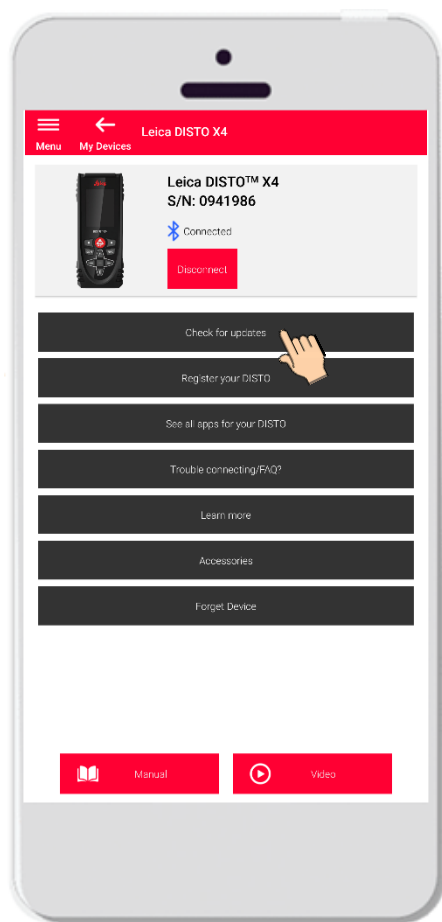 Menu
My Devices
Leica DISTO X4
Leica DISTO™ X4
S/N: 0941986
Connected
Disconnect
Check for updates
Register your DISTO
See all apps for your DISTO
Trouble connecting/FAQ?
Learn more
Accessories
Forget Device
Manual
Video